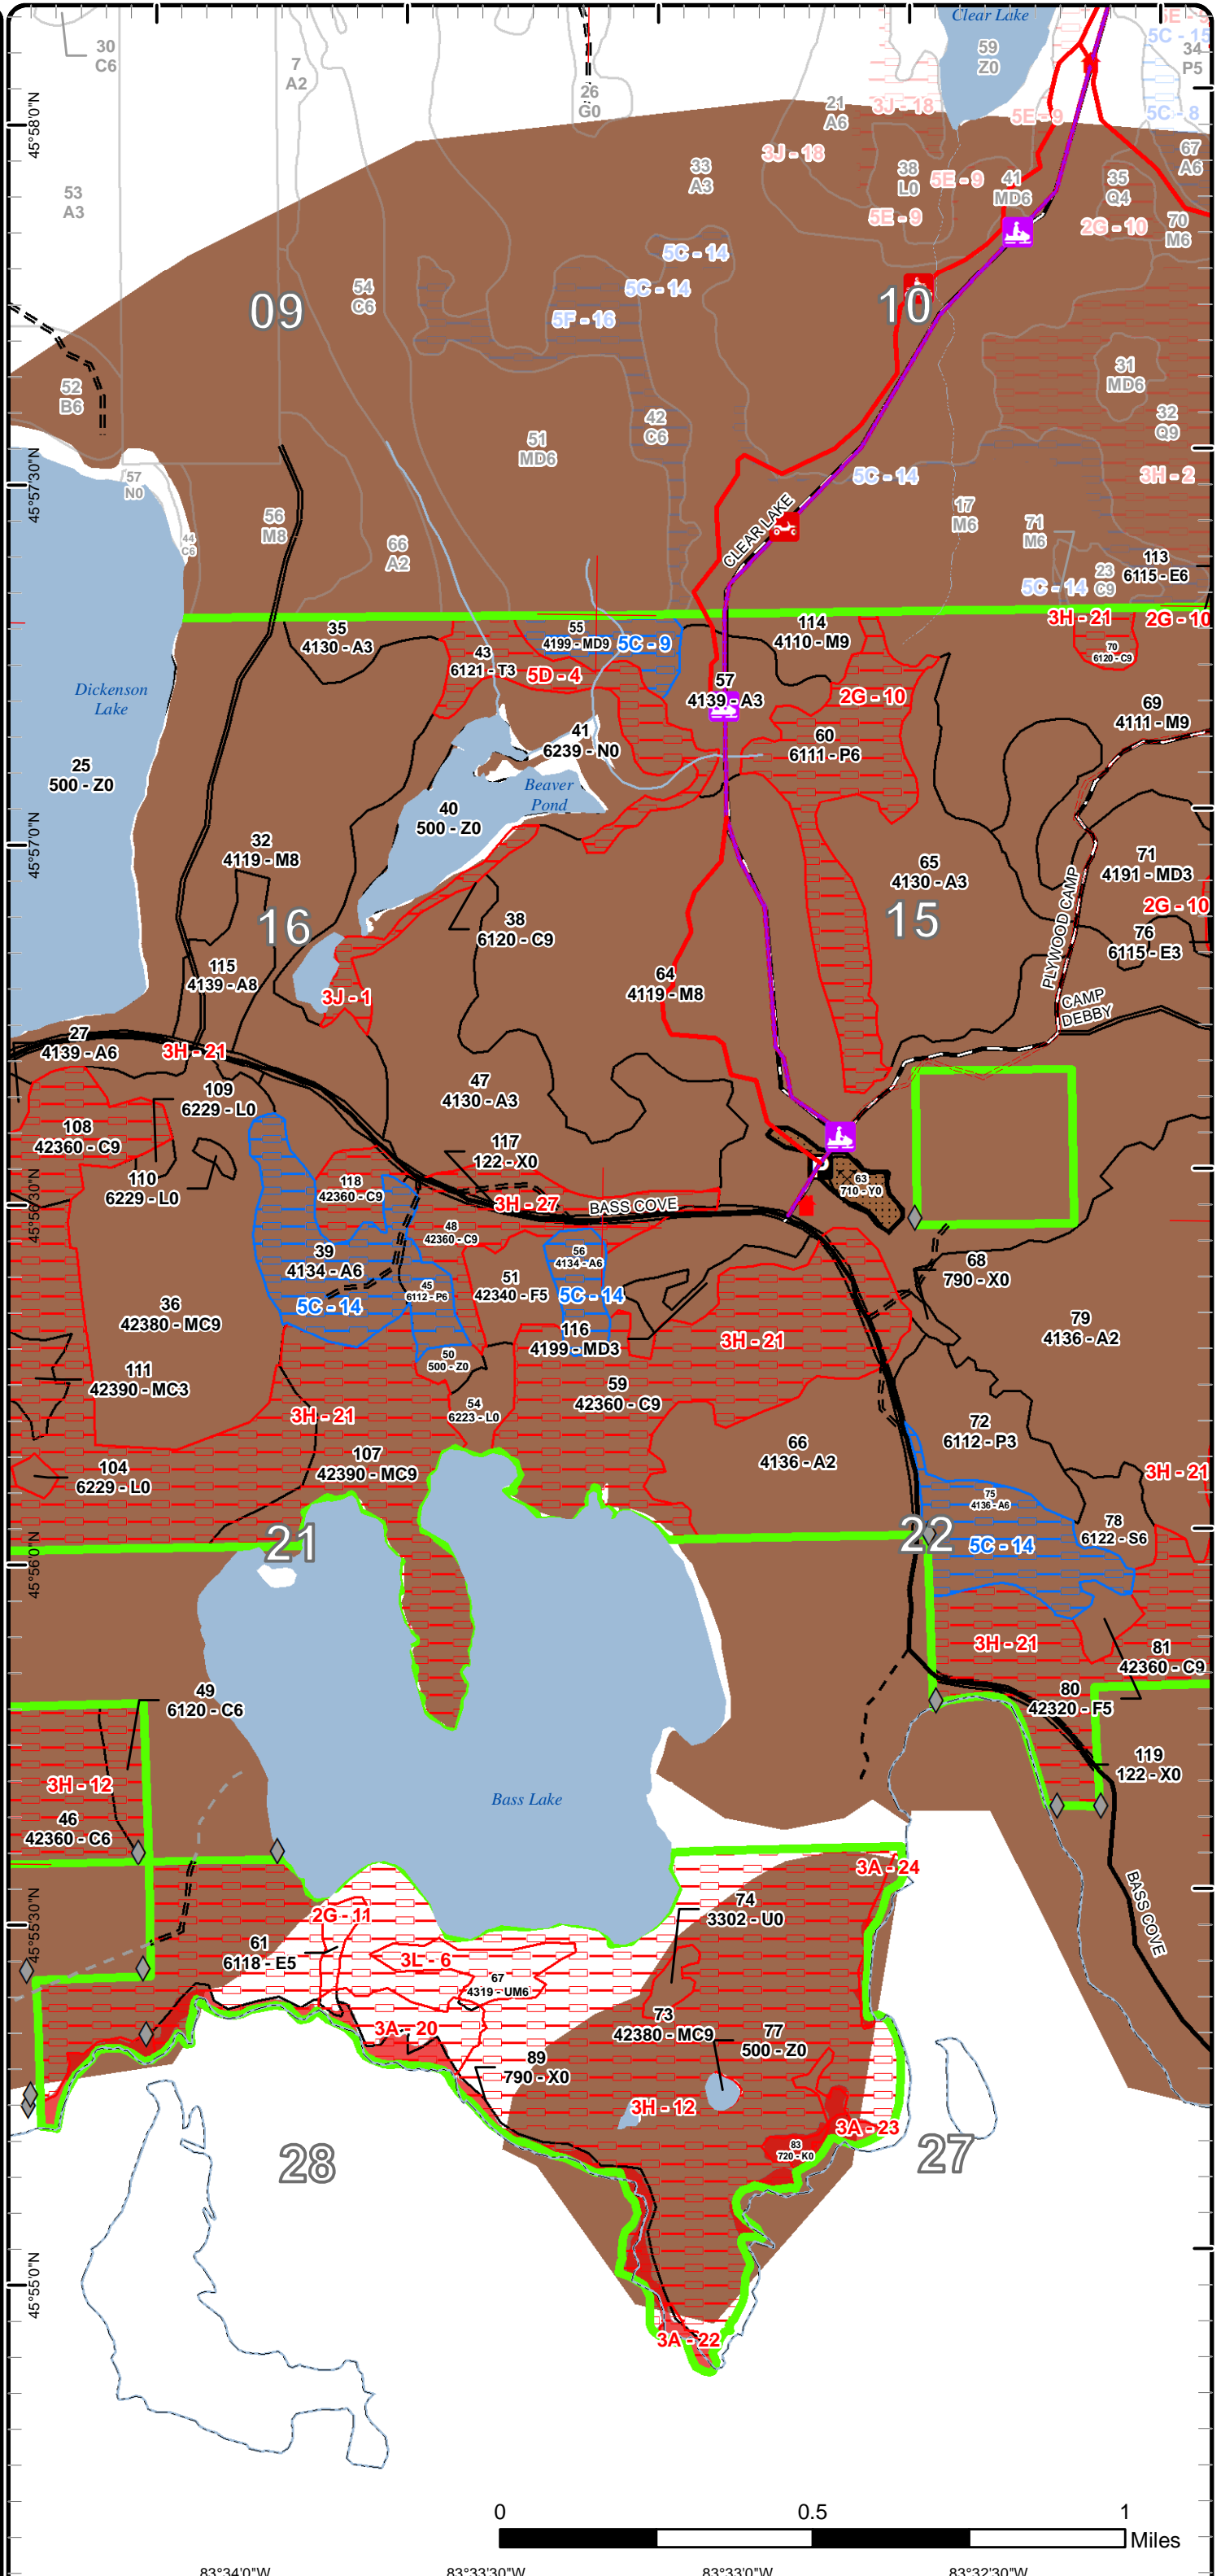 Clear Lake
30
C6
7
A2
26
G0
59
Z0
5C - 15
34
P5
21
A6
3J - 18
5E - 9
5C - 8
3J - 18
33
A3
38
L0
5E - 9
41
MD6
35
Q4
67
A6
53
A3
5E - 9
2G - 10
70
M6
5C - 14
5C - 14
54
C6
09
10
5F - 16
52
B6
42
C6
51
MD6
31
MD6
32
Q9
57
N0
5C - 14
3H - 2
44
C6
56
M8
66
A2
CLEAR LAKE
17
M6
71
M6
23
C9
113
6115 - E6
5C - 14
3H - 21
2G - 10
35
4130 - A3
43
6121 - T3
55
4199 - MD9
5C - 9
5D - 4
114
4110 - M9
70
6120 - C9
57
4139 - A3
2G - 10
69
4111 - M9
Dickenson
Lake
25
500 - Z0
41
6239 - N0
60
6111 - P6
Beaver
Pond
40
500 - Z0
32
4119 - M8
65
4130 - A3
71
4191 - MD3
2G - 10
38
6120 - C9
16
15
76
6115 - E3
PLYWOOD CAMP
115
4139 - A8
64
4119 - M8
3J - 1
CAMP
DEBBY
27
4139 - A6
3H - 21
109
6229 - L0
47
4130 - A3
108
42360 - C9
110
6229 - L0
117
122 - X0
118
42360 - C9
3H - 27
BASS COVE
63
710 - Y0
48
42360 - C9
39
4134 - A6
56
4134 - A6
68
790 - X0
45
6112 - P6
51
42340 - F5
5C - 14
5C - 14
36
42380 - MC9
116
4199 - MD3
3H - 21
79
4136 - A2
50
500 - Z0
111
42390 - MC3
59
42360 - C9
54
6223 - L0
3H - 21
66
4136 - A2
72
6112 - P3
107
42390 - MC9
104
6229 - L0
3H - 21
75
4136 - A6
21
22
5C - 14
78
6122 - S6
3H - 21
81
42360 - C9
49
6120 - C6
80
42320 - F5
3H - 12
119
122 - X0
Bass Lake
46
42360 - C6
3A - 24
2G - 11
74
3302 - U0
BASS COVE
61
6118 - E5
3L - 6
67
4319 - UM6
3A - 20
73
42380 - MC9
77
500 - Z0
89
790 - X0
3H - 12
3A - 23
83
720 - K0
28
27
3A - 22
45°58'0"N
45°57'30"N
45°57'0"N
45°56'30"N
45°56'0"N
45°55'30"N
45°55'0"N
0
0.5
1
Miles
83°34'0"W
83°33'30"W
83°33'0"W
83°32'30"W